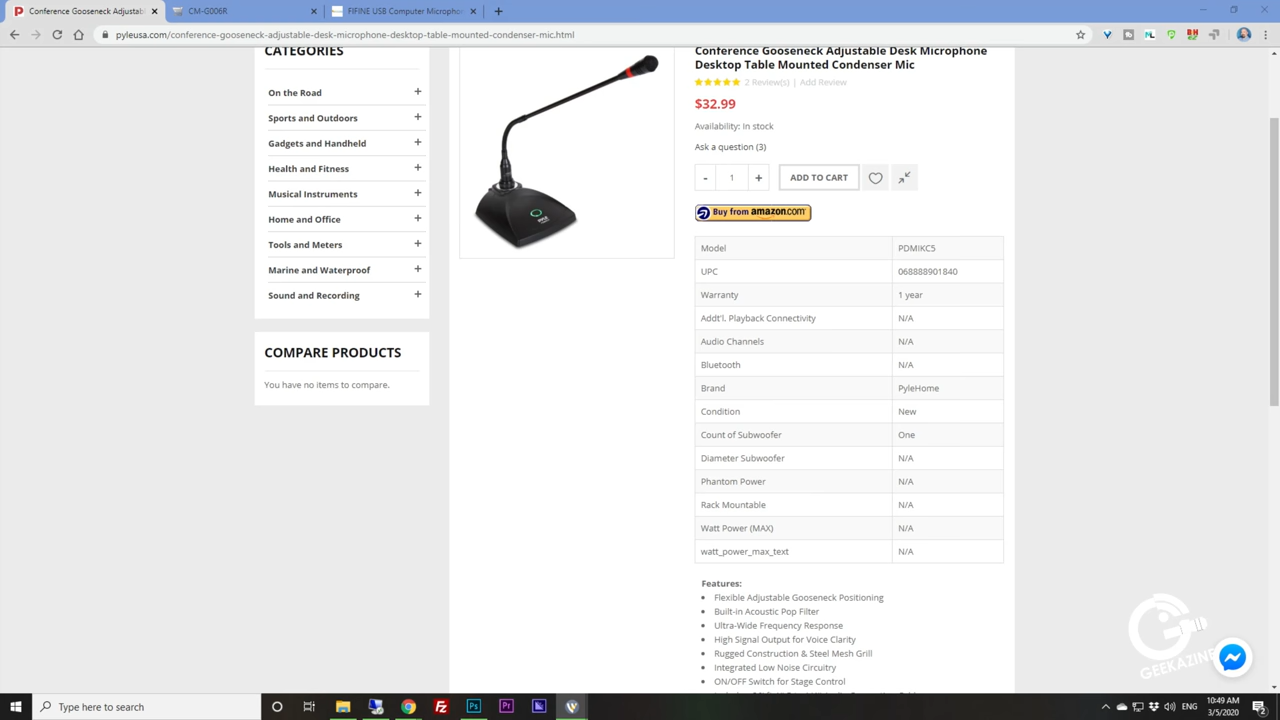 Conference Gooseneck Adjustabl
CM-G006R
FIFINE USB Computer Microphon
pyleusa.com/conference-gooseneck-adjustable-desk-microphone-desktop-table-mounted-condenser-mic.html
CATEGORIES
On the Road
Sports and Outdoors
Gadgets and Handheld
Health and Fitness
Musical Instruments
Home and Office
Tools and Meters
Marine and Waterproof
Sound and Recording
COMPARE PRODUCTS
You have no items to compare.
Conference Gooseneck Adjustable Desk Microphone
Desktop Table Mounted Condenser Mic
2 Review(s) | Add Review
$32.99
Availability: In stock
Ask a question (3)
- 1 + ADD TO CART
Buy from amazon.com
Model PDMIKC5
UPC 068888901840
Warranty 1 year
Addt'l. Playback Connectivity N/A
Audio Channels N/A
Bluetooth N/A
Brand PyleHome
Condition New
Count of Subwoofer One
Diameter Subwoofer N/A
Phantom Power N/A
Rack Mountable N/A
Watt Power (MAX) N/A
watt_power_max_text N/A
Features:
• Flexible Adjustable Gooseneck Positioning
• Built-in Acoustic Pop Filter
• Ultra-Wide Frequency Response
• High Signal Output for Voice Clarity
• Rugged Construction & Steel Mesh Grill
• Integrated Low Noise Circuitry
• ON/OFF Switch for Stage Control
GEEKAZINE
Type here to search
ENG
10:49 AM
3/5/2020